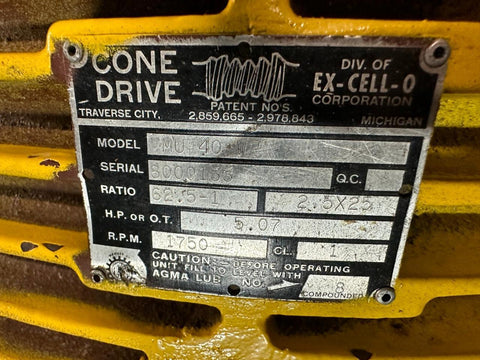 CONE DRIVE
DIV. OF
EX-CELL-O
CORPORATION
PATENT NO'S.
TRAVERSE CITY, 2,859,665 - 2,978,843 MICHIGAN
MODEL 40
SERIAL Q.C.
RATIO 62.5-1 2.5X25
H.P. OR O.T. 5.07
R.P.M. 1750 CL. 1
CAUTION: BEFORE OPERATING
UNIT FILL TO LEVEL WITH
AGMA LUB. NO. 8
COMPOUNDED